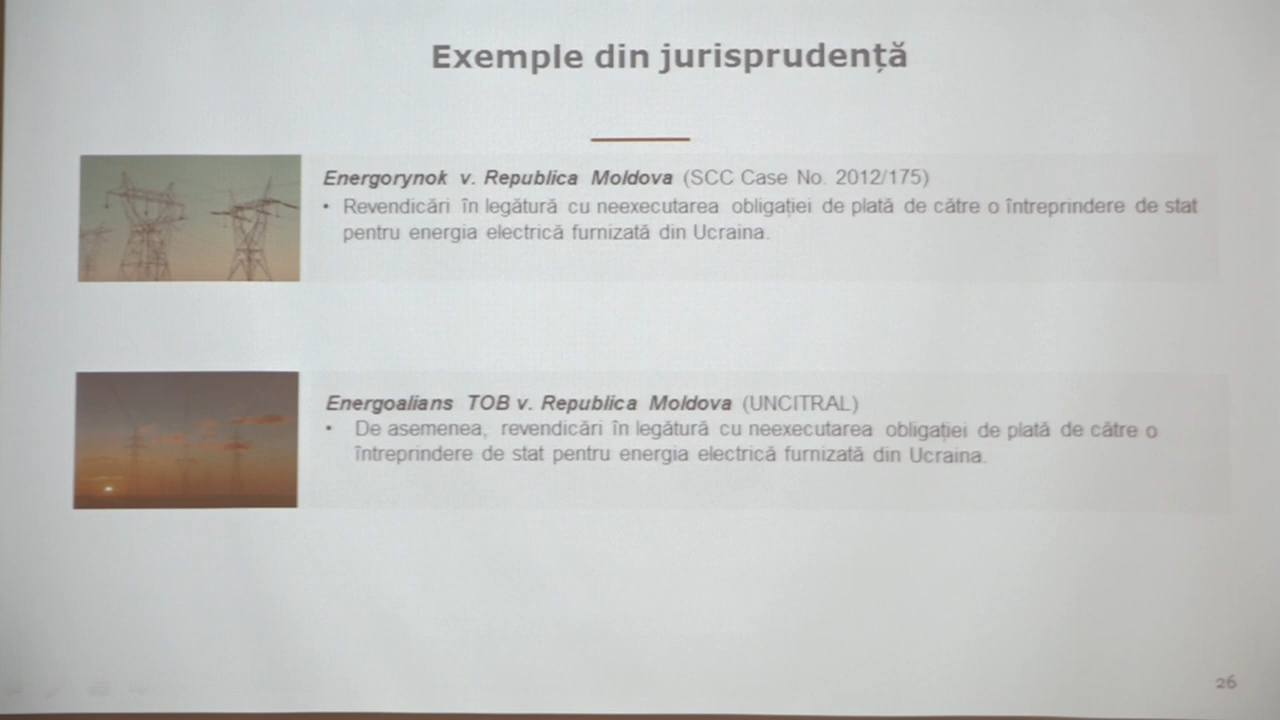 Exemple din jurisprudență
Energorynok v. Republica Moldova (SCC Case No. 2012/175)
• Revendicări în legătură cu neexecutarea obligației de plată de către o întreprindere de stat
pentru energia electrică furnizată din Ucraina.
Energoalians TOB v. Republica Moldova (UNCITRAL)
• De asemenea, revendicări în legătură cu neexecutarea obligației de plată de către o
întreprindere de stat pentru energia electrică furnizată din Ucraina.
26